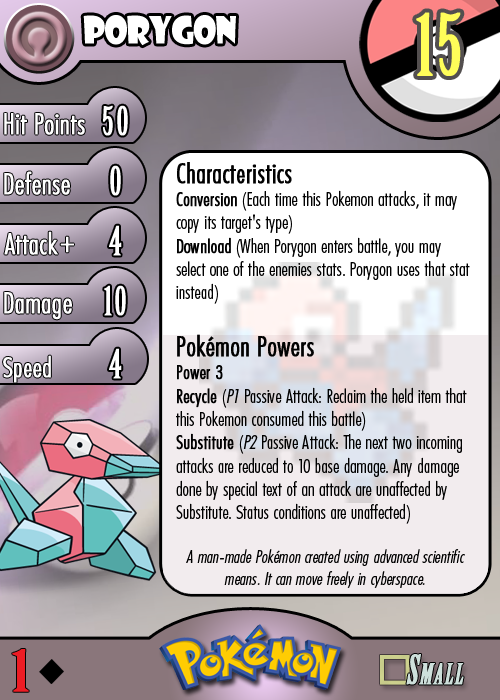 PORYGON
15
Hit Points 50
Defense 0
Attack+ 4
Damage 10
Speed 4
Characteristics
Conversion (Each time this Pokemon attacks, it may
copy its target's type)
Download (When Porygon enters battle, you may
select one of the enemies stats. Porygon uses that stat
instead)
Pokémon Powers
Power 3
Recycle (P1 Passive Attack: Reclaim the held item that
this Pokemon consumed this battle)
Substitute (P2 Passive Attack: The next two incoming
attacks are reduced to 10 base damage. Any damage
done by special text of an attack are unaffected by
Substitute. Status conditions are unaffected)
A man-made Pokémon created using advanced scientific
means. It can move freely in cyberspace.
1
POKéMON
SMALL